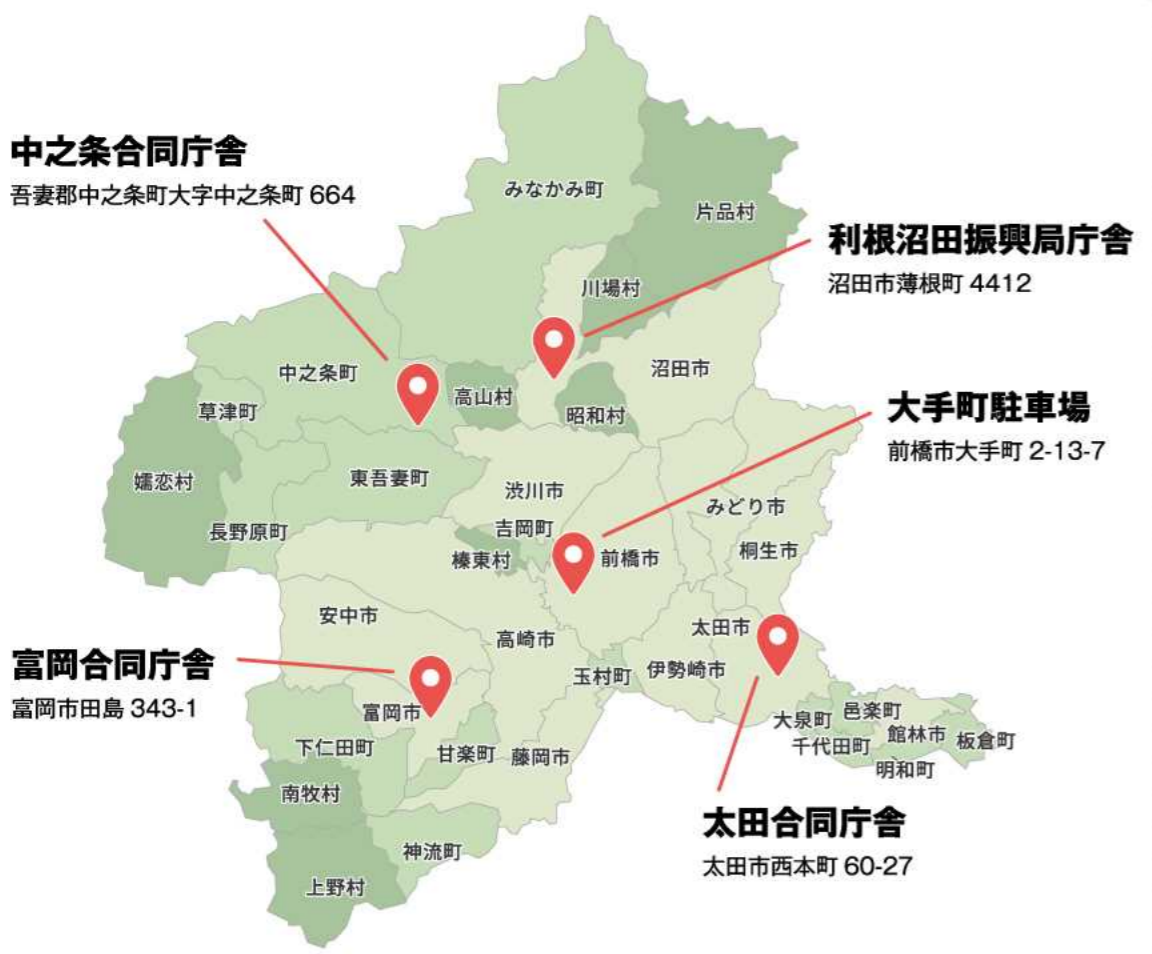 中之条合同庁舎
吾妻郡中之条町大字中之条町 664
みなかみ町
片品村
利根沼田振興局庁舎
沼田市薄根町 4412
川場村
中之条町
高山村
沼田市
草津町
昭和村
大手町駐車場
前橋市大手町 2-13-7
嬬恋村
東吾妻町
渋川市
みどり市
長野原町
吉岡町
榛東村
前橋市
桐生市
安中市
高崎市
太田市
富岡合同庁舎
富岡市田島 343-1
玉村町
伊勢崎市
富岡市
大泉町
邑楽町
下仁田町
甘楽町
藤岡市
千代田町
館林市
板倉町
明和町
南牧村
太田合同庁舎
太田市西本町 60-27
神流町
上野村